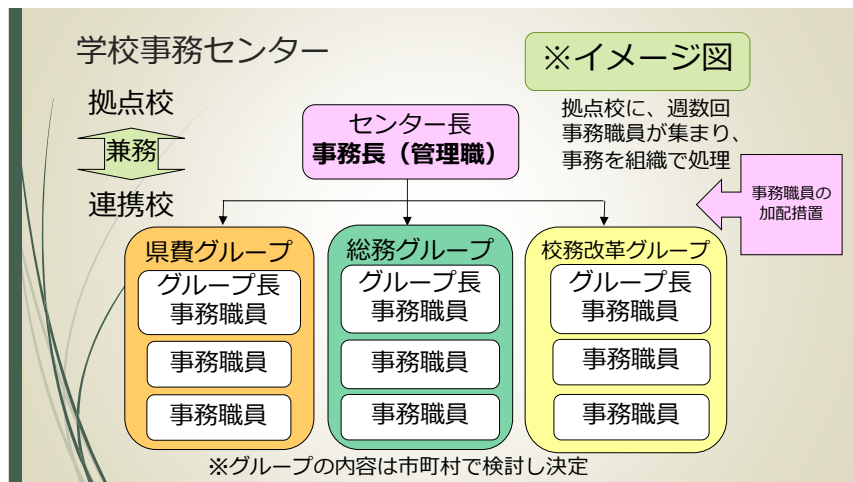 学校事務センター
※イメージ図
拠点校
兼務
連携校
センター長
事務長（管理職）
拠点校に、週数回
事務職員が集まり、
事務を組織で処理
事務職員の
加配措置
県費グループ
グループ長
事務職員
事務職員
事務職員
総務グループ
グループ長
事務職員
事務職員
事務職員
校務改革グループ
グループ長
事務職員
事務職員
事務職員
※グループの内容は市町村で検討し決定